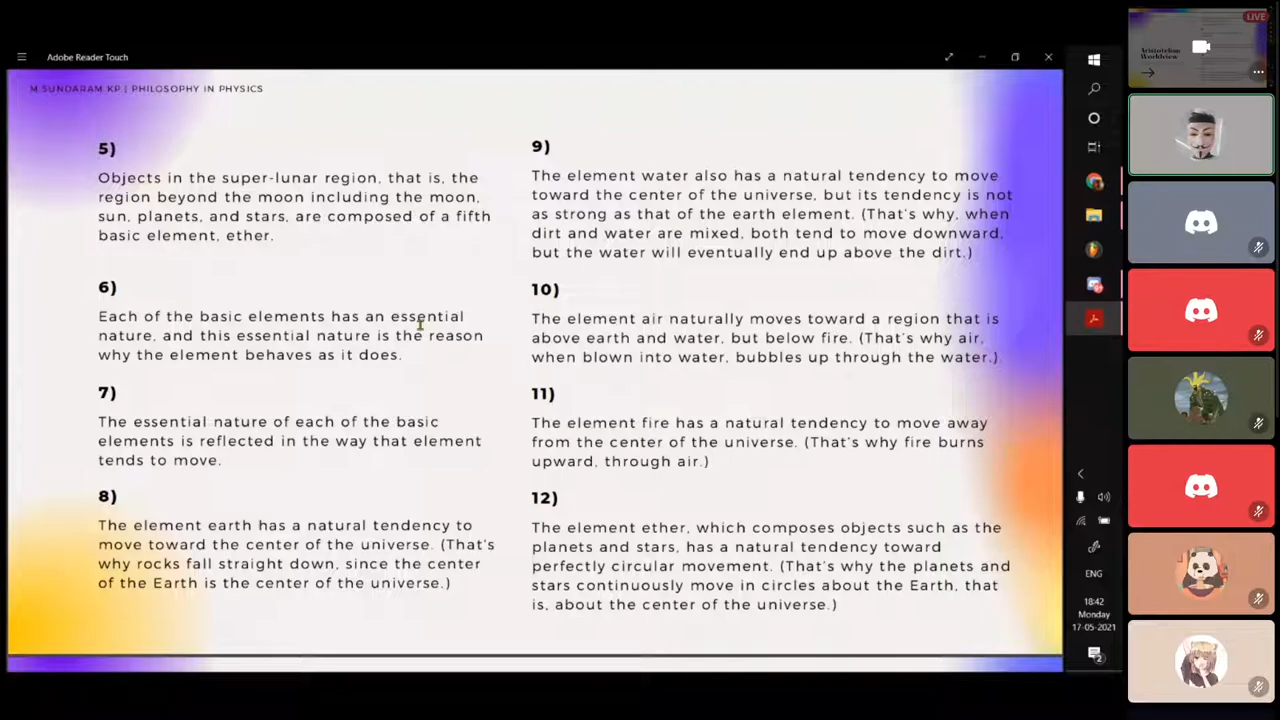 LIVE
Aristotelian
Worldview
Adobe Reader Touch
M.SUNDARAM.KP | PHILOSOPHY IN PHYSICS
5)
Objects in the super-lunar region, that is, the
region beyond the moon including the moon,
sun, planets, and stars, are composed of a fifth
basic element, ether.
6)
Each of the basic elements has an essential
nature, and this essential nature is the reason
why the element behaves as it does.
7)
The essential nature of each of the basic
elements is reflected in the way that element
tends to move.
8)
The element earth has a natural tendency to
move toward the center of the universe. (That's
why rocks fall straight down, since the center
of the Earth is the center of the universe.)
9)
The element water also has a natural tendency to move
toward the center of the universe, but its tendency is not
as strong as that of the earth element. (That's why, when
dirt and water are mixed, both tend to move downward,
but the water will eventually end up above the dirt.)
10)
The element air naturally moves toward a region that is
above earth and water, but below fire. (That's why air,
when blown into water, bubbles up through the water.)
11)
The element fire has a natural tendency to move away
from the center of the universe. (That's why fire burns
upward, through air.)
12)
The element ether, which composes objects such as the
planets and stars, has a natural tendency toward
perfectly circular movement. (That's why the planets and
stars continuously move in circles about the Earth, that
is, about the center of the universe.)
ENG
18:42
Monday
17-05-2021
2